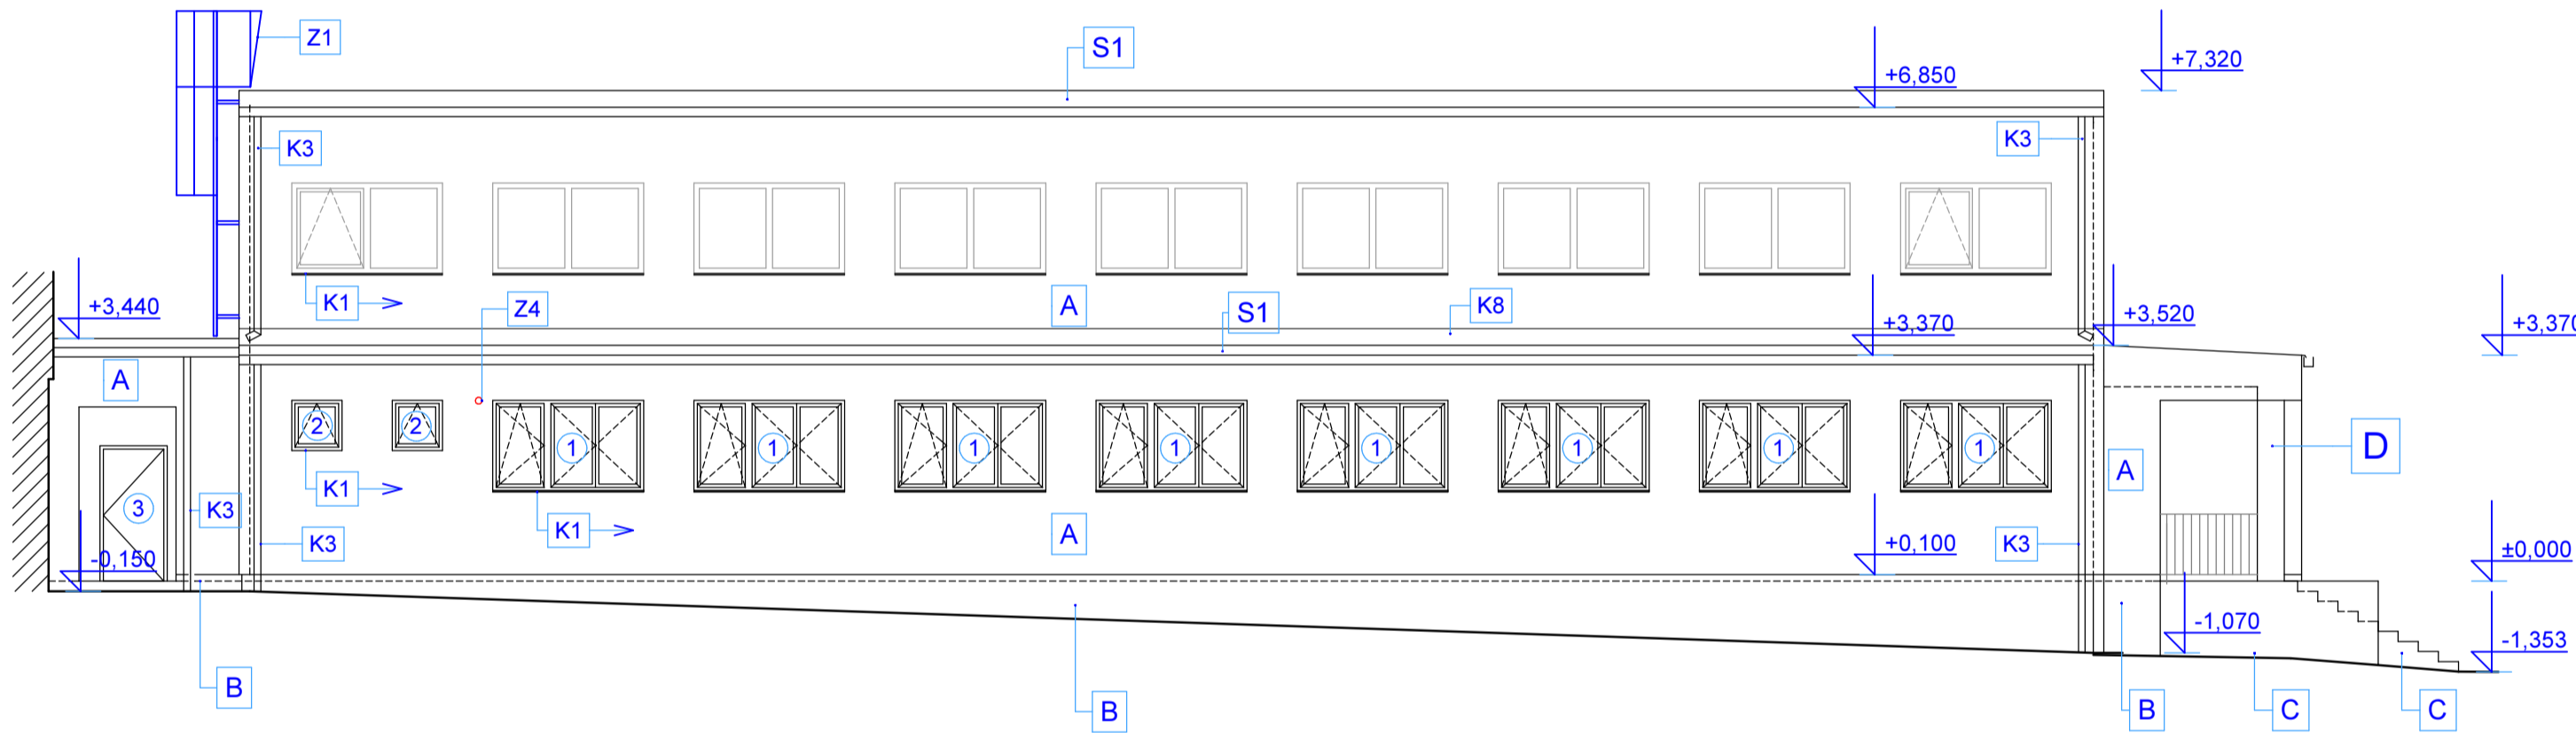 Z1
S1
+7,320
+6,850
K3
K3
K1
A
Z4
S1
K8
+3,440
+3,370
+3,520
+3,370
A
2
2
1
1
1
1
1
1
1
1
D
A
K1
3
K3
K1
A
K3
K3
+0,100
±0,000
-0,150
-1,070
-1,353
B
B
B
C
C